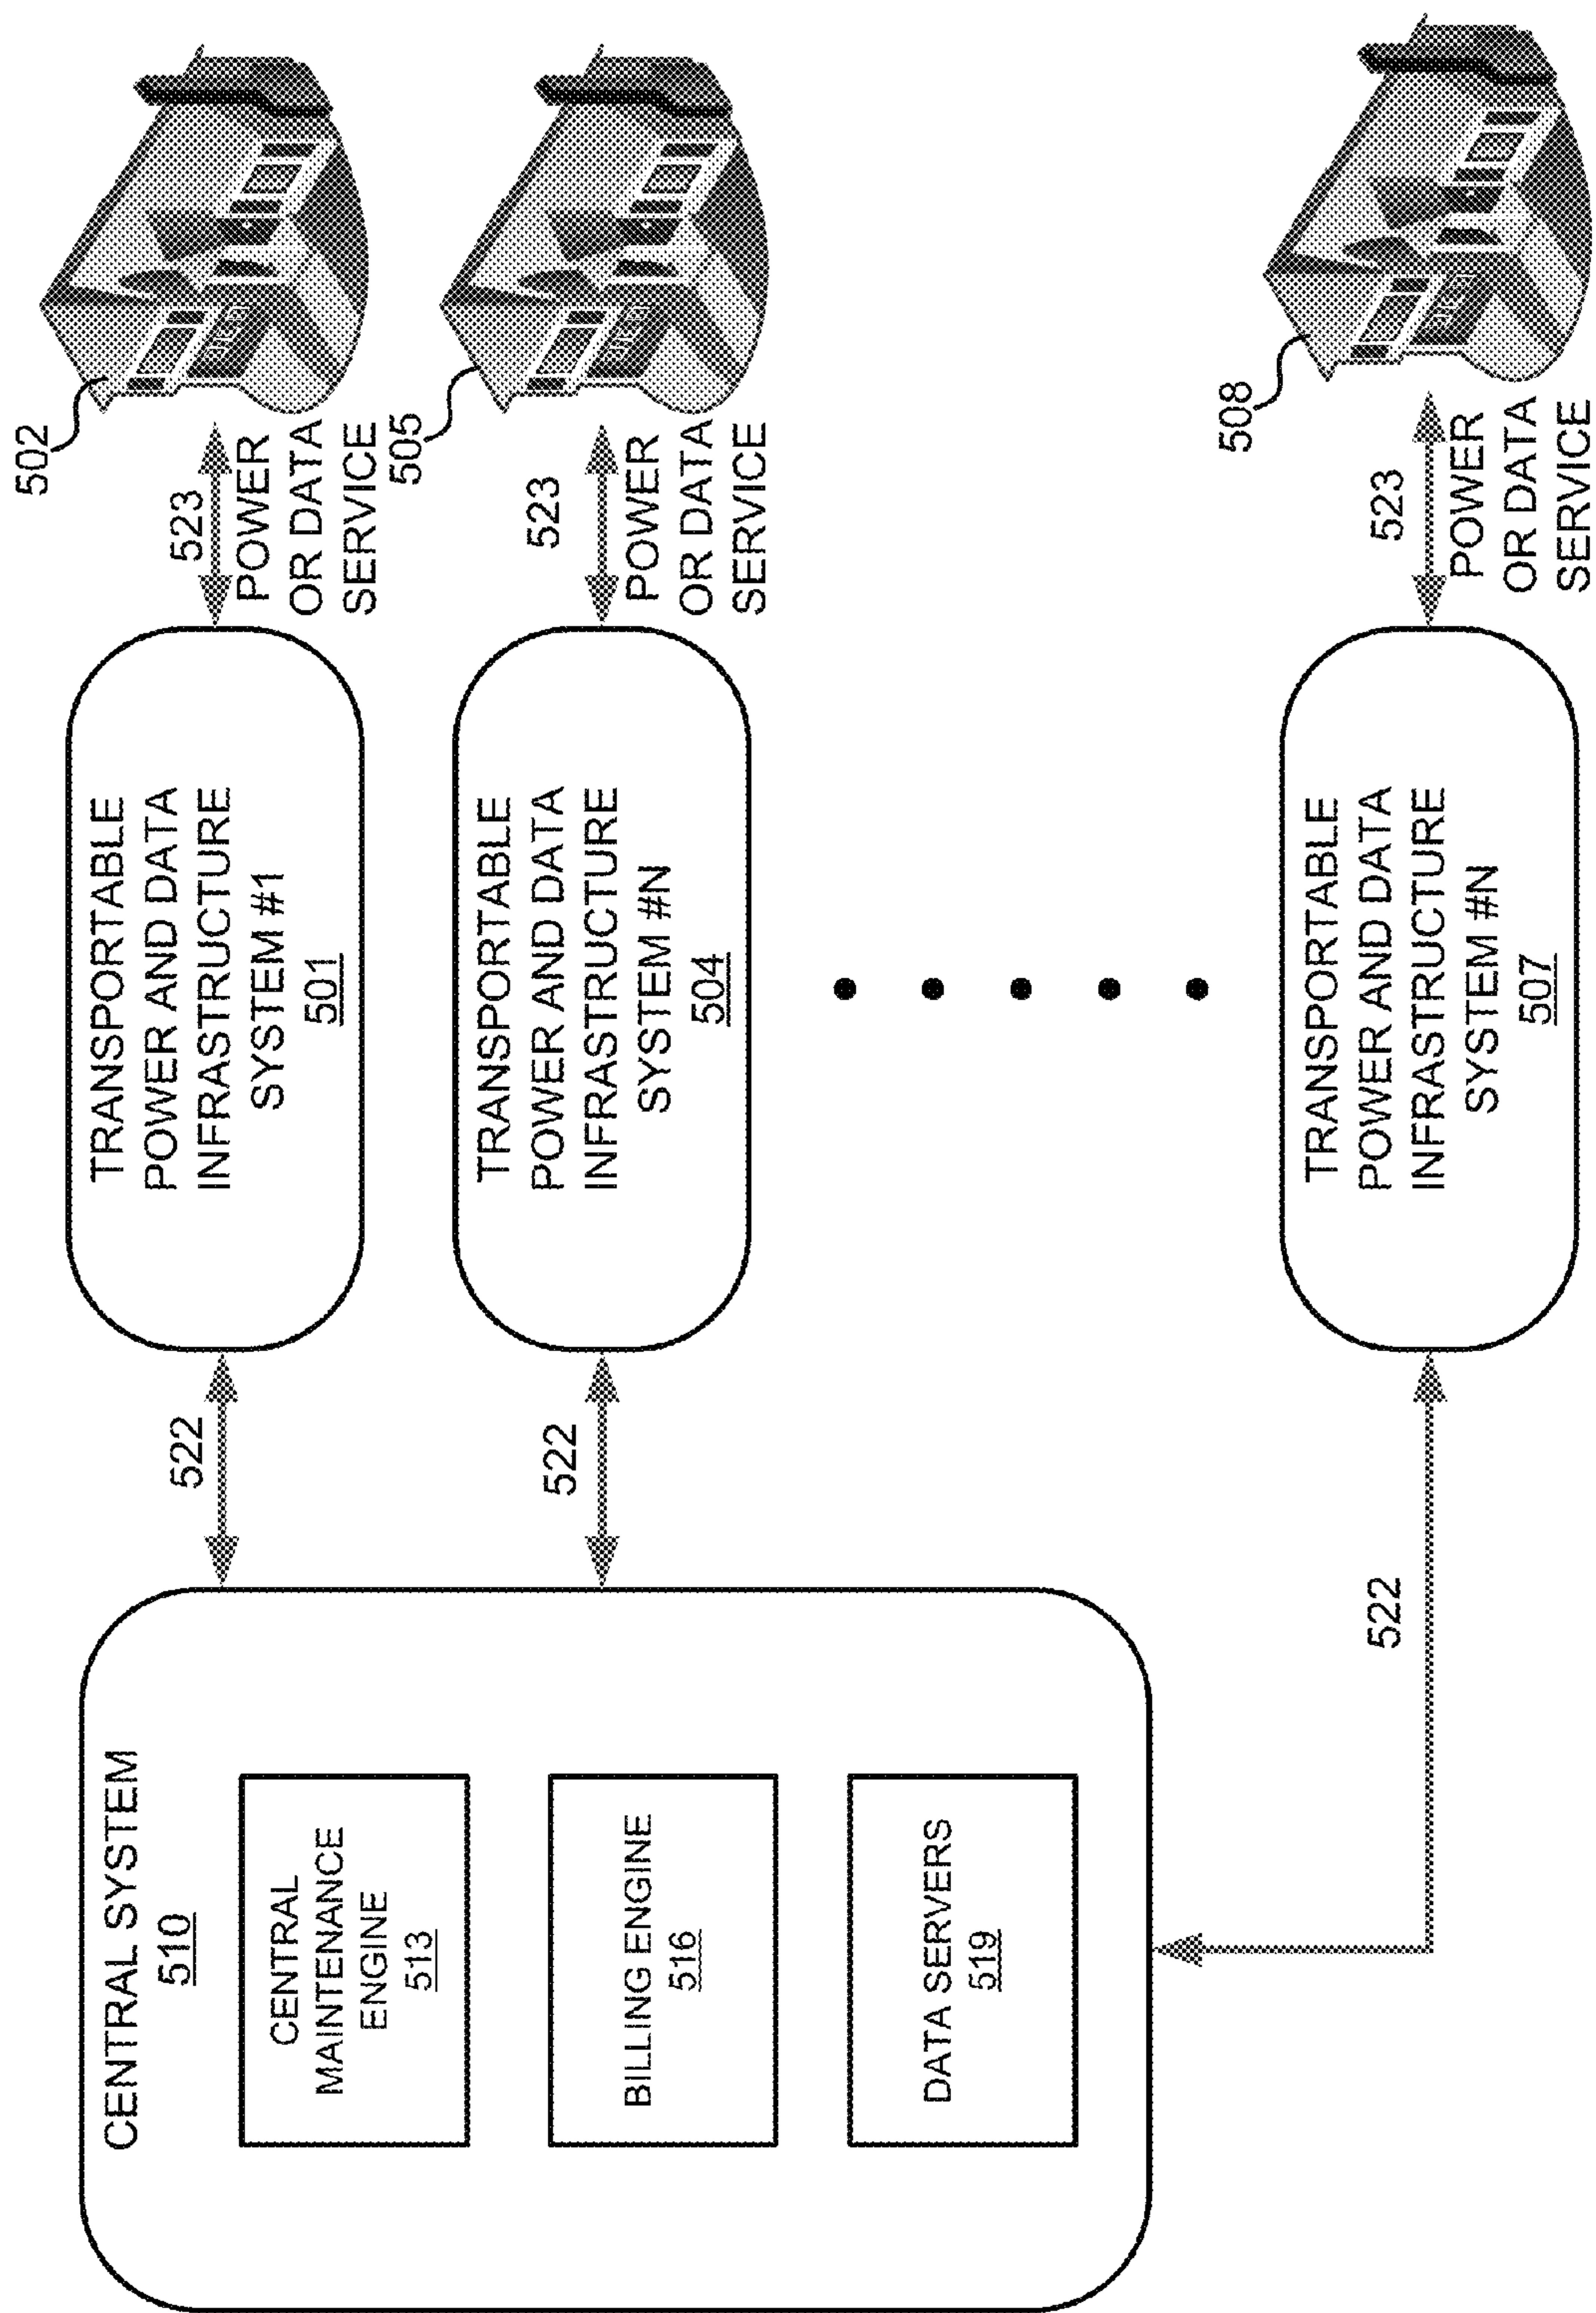 CENTRAL SYSTEM
510
CENTRAL
MAINTENANCE
ENGINE
513
BILLING ENGINE
516
DATA SERVERS
519
522
522
522
TRANSPORTABLE
POWER AND DATA
INFRASTRUCTURE
SYSTEM #1
501
TRANSPORTABLE
POWER AND DATA
INFRASTRUCTURE
SYSTEM #N
504
TRANSPORTABLE
POWER AND DATA
INFRASTRUCTURE
SYSTEM #N
507
523
POWER
OR DATA
SERVICE
502
523
POWER
OR DATA
SERVICE
505
523
POWER
OR DATA
SERVICE
508